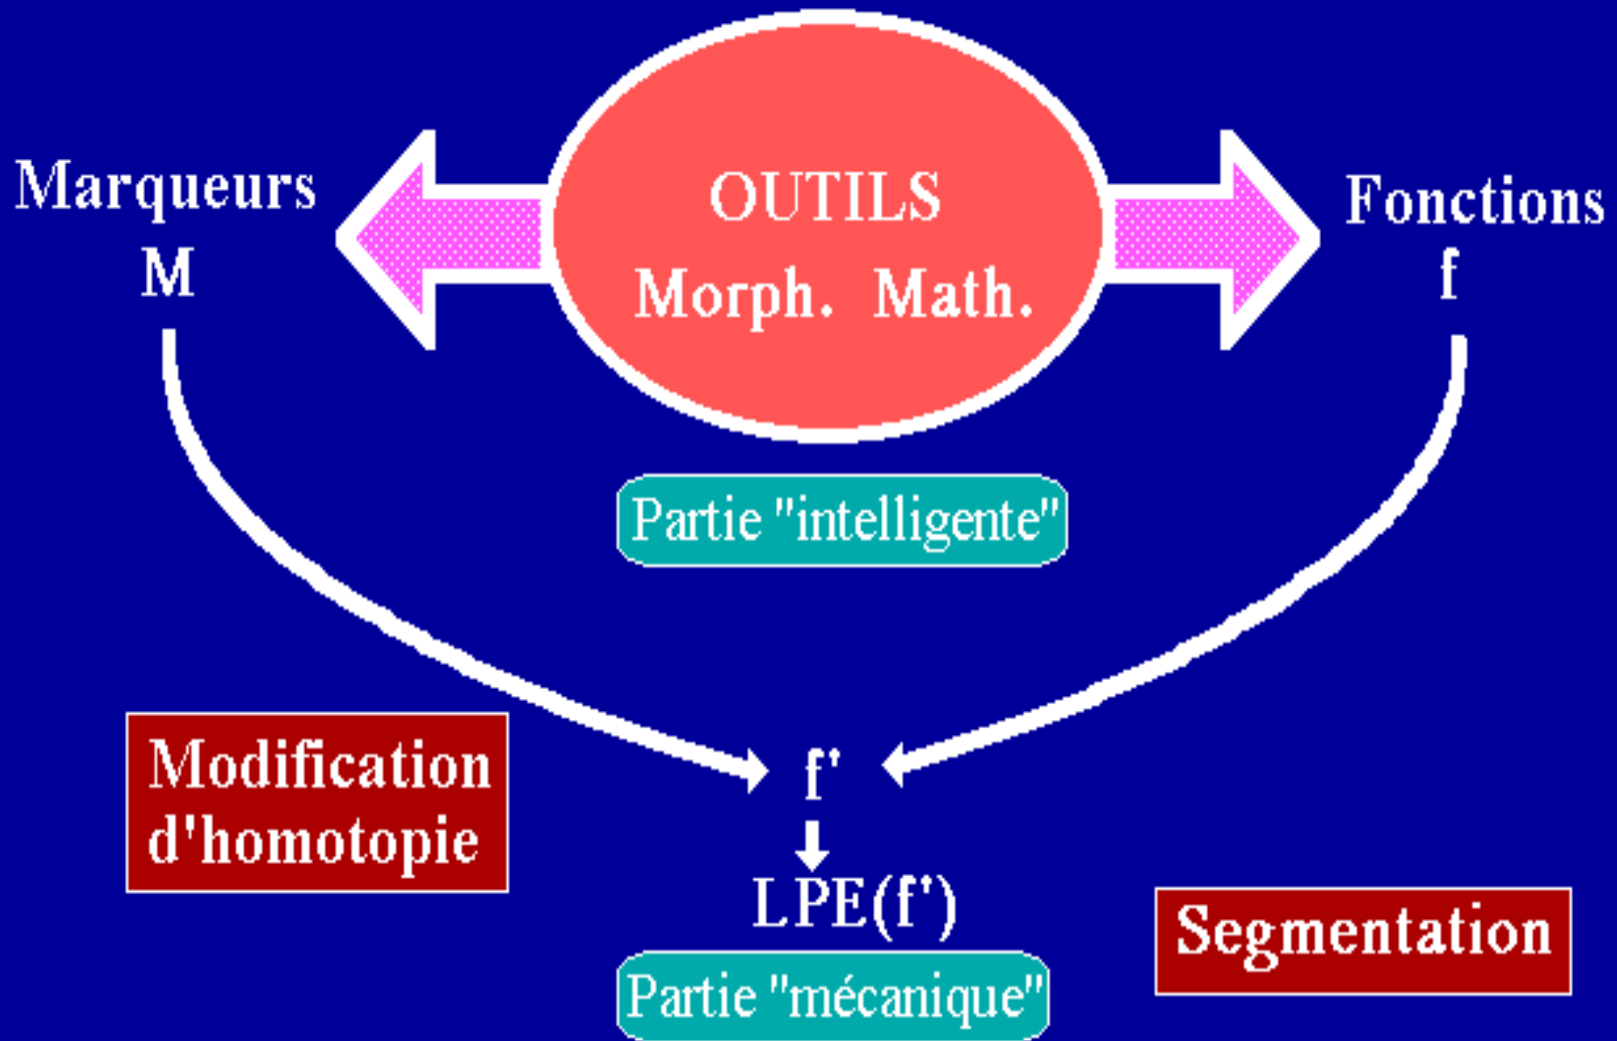 OUTILS
Morph. Math.
Marqueurs
M
Fonctions
f
Partie "intelligente"
Modification
d'homotopie
f'
LPE(f')
Partie "mécanique"
Segmentation